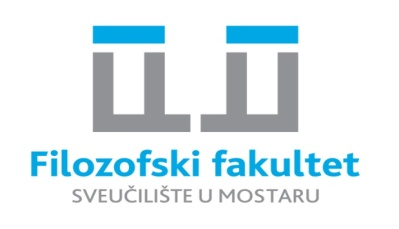 Filozofski fakultet
SVEUČILIŠTE U MOSTARU